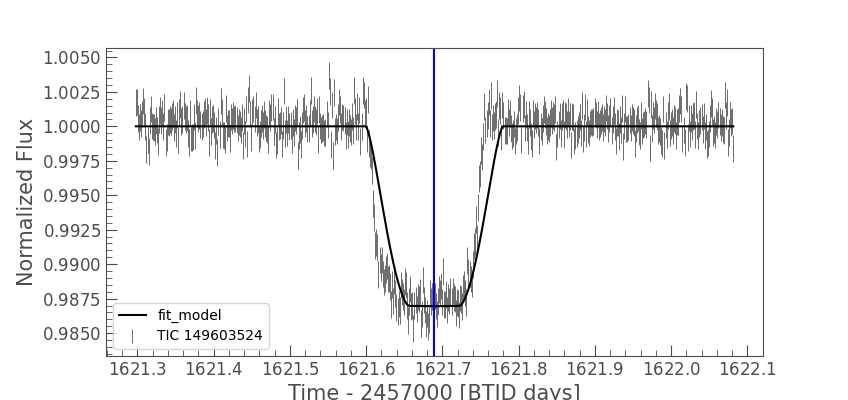 1.0050
1.0025
1.0000
0.9975
0.9950
0.9925
0.9900
0.9875
0.9850
Normalized Flux
fit_model
TIC 149603524
1621.3 1621.4 1621.5 1621.6 1621.7 1621.8 1621.9 1622.0 1622.1
Time - 2457000 [BTJD days]